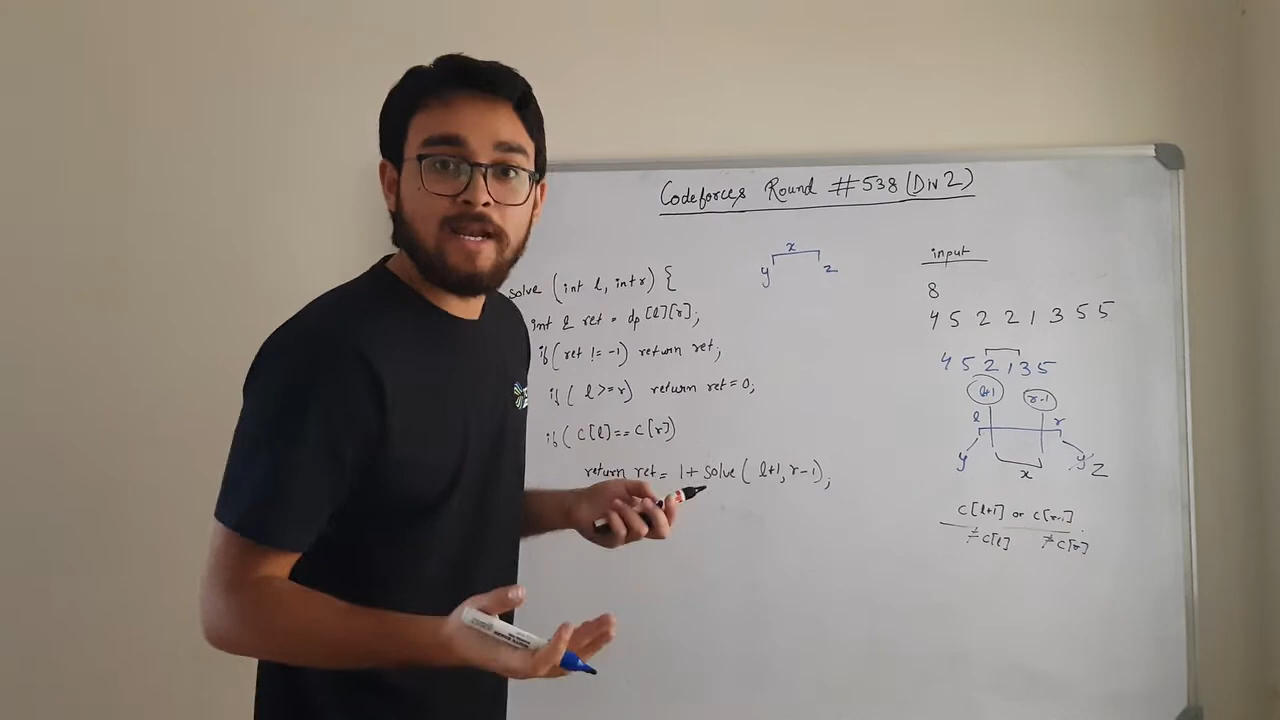 Codeforces Round #538 (Div 2)
solve (int l, int r) {
int & ret = dp[l][r];
if (ret != -1) return ret;
if (l >= r) return ret = 0;
if (C[l] == C[r])
return ret = 1 + solve (l+1, r-1);
x
y z
input
8
4 5 2 2 1 3 5 5
4 5 2 1 3 5
l+1 r-1
l r
y x y' z
C[l+1] or C[r-1]
≠ C[l] ≠ C[r]